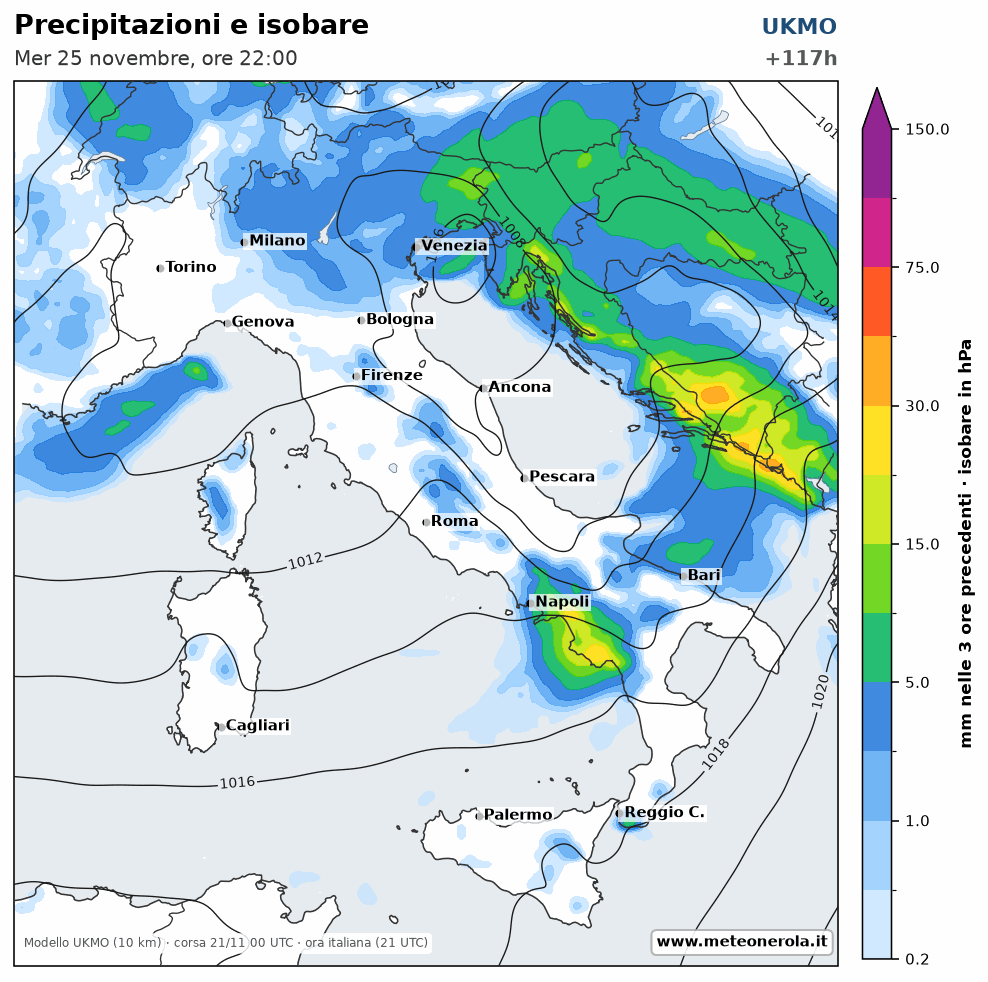 Precipitazioni e isobare
UKMO
Mer 25 novembre, ore 22:00
+117h
150.0
75.0
30.0
15.0
5.0
1.0
0.2
mm nelle 3 ore precedenti · isobare in hPa
Milano
Venezia
Torino
Genova
Bologna
Firenze
Ancona
Pescara
Roma
Bari
Napoli
Cagliari
Palermo
Reggio C.
1008
1014
1012
1016
1018
1020
Modello UKMO (10 km) · corsa 21/11 00 UTC · ora italiana (21 UTC)
www.meteonerola.it